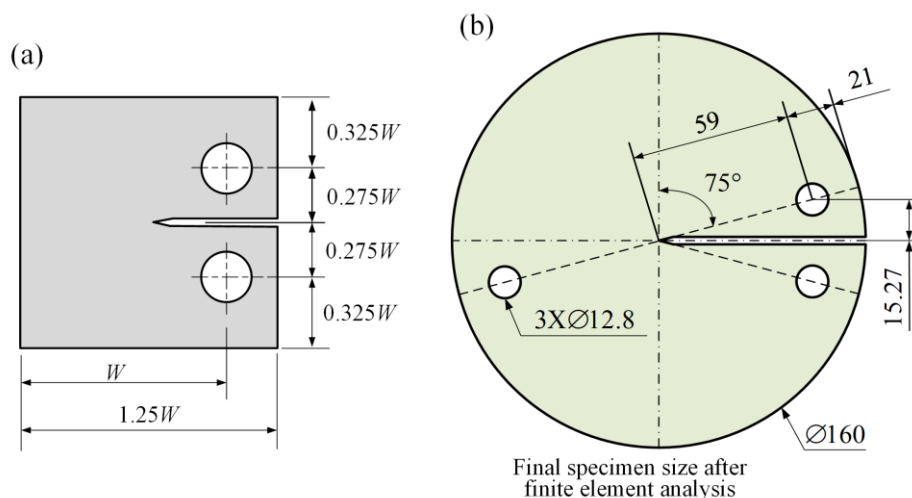 (a)
0.325W
0.275W
0.275W
0.325W
W
1.25W
(b)
21
59
75°
15.27
3X∅12.8
∅160
Final specimen size after
finite element analysis